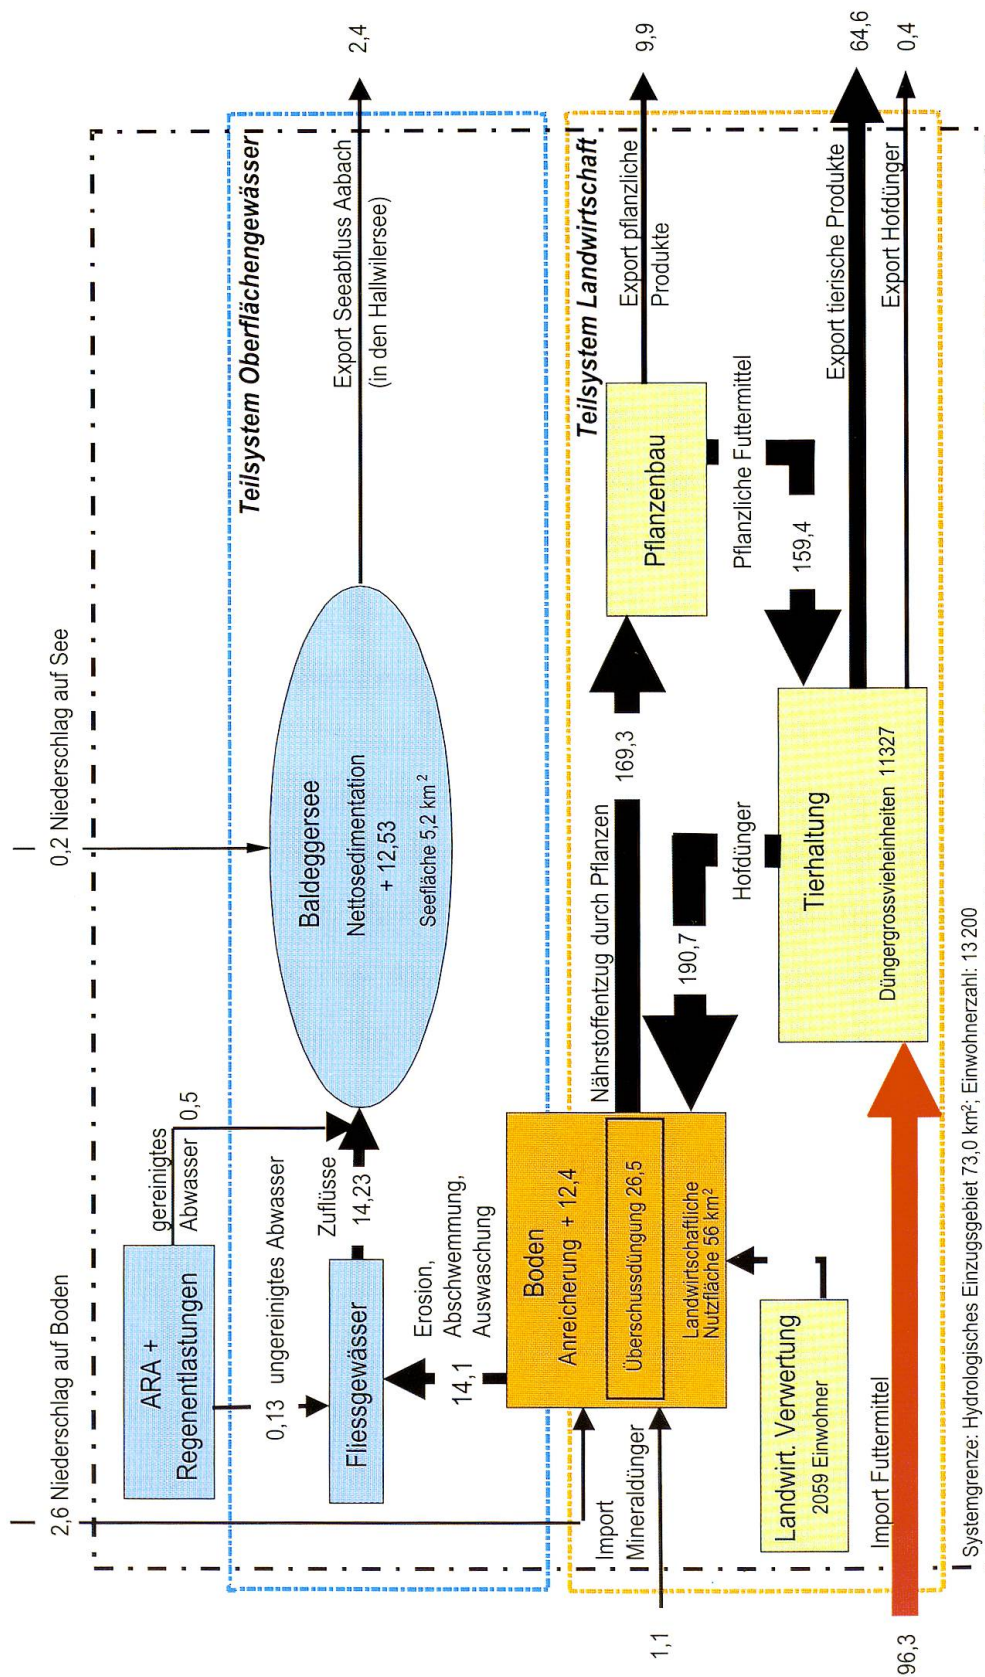 2,6 Niederschlag auf Boden
0,2 Niederschlag auf See
ARA +
Regenentlastungen
gereinigtes
Abwasser 0,5
0,13 ungereinigtes Abwasser
Teilsystem Oberflächengewässer
Fliessgewässer
Zuflüsse
14,23
Baldeggersee
Nettosedimentation
+ 12,53
Seefläche 5,2 km²
Export Seeabfluss Aabach
(in den Hallwilersee)
2,4
14,1
Erosion,
Abschwemmung,
Auswaschung
Teilsystem Landwirtschaft
Boden
Anreicherung + 12,4
Überschussdüngung 26,5
Landwirtschaftliche
Nutzfläche 56 km²
Import
Mineraldünger
1,1
Nährstoffentzug durch Pflanzen
169,3
Pflanzenbau
Export pflanzliche
Produkte
9,9
Pflanzliche Futtermittel
159,4
190,7
Hofdünger
Landwirt. Verwertung
2059 Einwohner
Tierhaltung
Düngergrossvieheinheiten 11327
Export tierische Produkte
64,6
Export Hofdünger
0,4
Import Futtermittel
96,3
Systemgrenze: Hydrologisches Einzugsgebiet 73,0 km²; Einwohnerzahl: 13 200